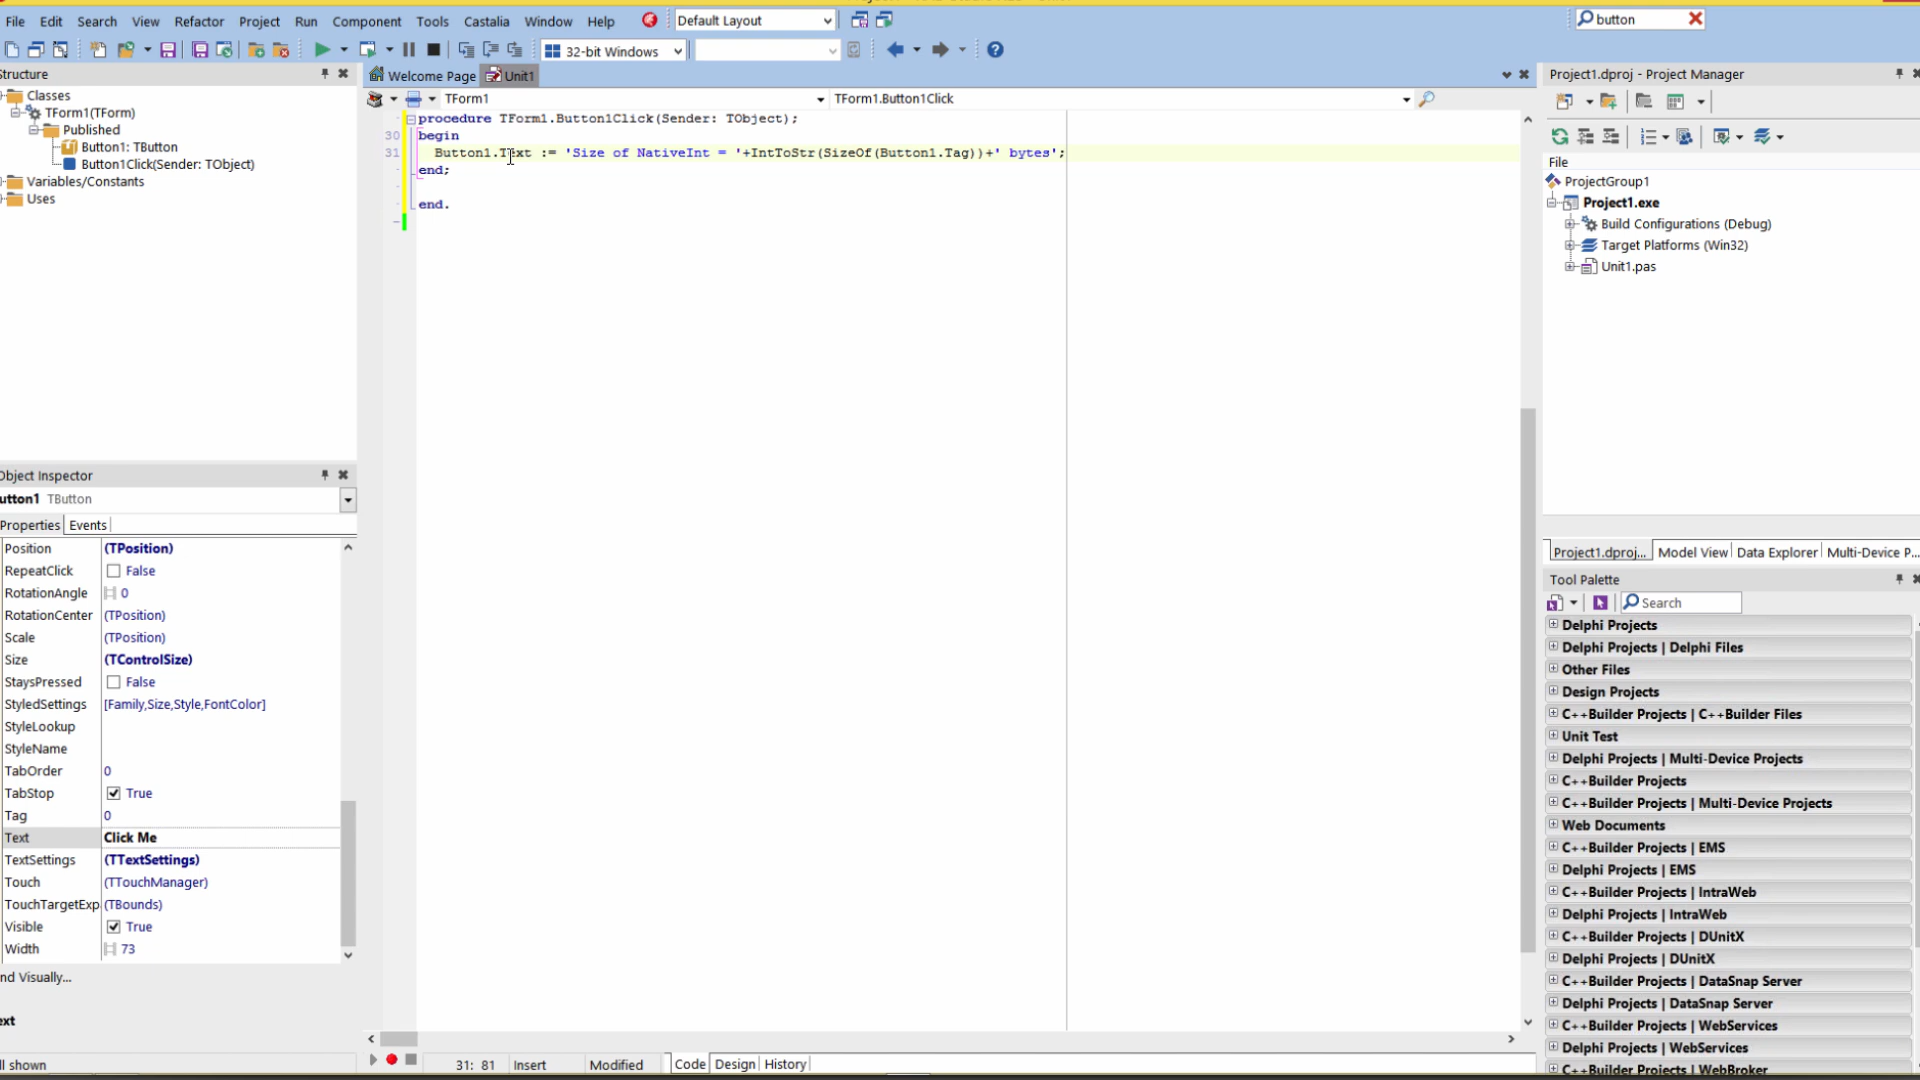 File Edit Search View Refactor Project Run Component Tools Castalia Window Help Default Layout button
32-bit Windows
Structure
Classes
TForm1(TForm)
Published
Button1: TButton
Button1Click(Sender: TObject)
Variables/Constants
Uses
Object Inspector
utton1 TButton
Properties Events
Position (TPosition)
RepeatClick False
RotationAngle 0
RotationCenter (TPosition)
Scale (TPosition)
Size (TControlSize)
StaysPressed False
StyledSettings [Family,Size,Style,FontColor]
StyleLookup
StyleName
TabOrder 0
TabStop True
Tag 0
Text Click Me
TextSettings (TTextSettings)
Touch (TTouchManager)
TouchTargetExp (TBounds)
Visible True
Width 73
nd Visually...
ext
ll shown
Welcome Page Unit1
TForm1 TForm1.Button1Click
procedure TForm1.Button1Click(Sender: TObject);
30 begin
31 Button1.Text := 'Size of NativeInt = '+IntToStr(SizeOf(Button1.Tag))+' bytes';
end;
end.
31: 81 Insert Modified Code Design History
Project1.dproj - Project Manager
File
ProjectGroup1
Project1.exe
Build Configurations (Debug)
Target Platforms (Win32)
Unit1.pas
Project1.dproj... Model View Data Explorer Multi-Device P...
Tool Palette
Search
Delphi Projects
Delphi Projects | Delphi Files
Other Files
Design Projects
C++Builder Projects | C++Builder Files
Unit Test
Delphi Projects | Multi-Device Projects
C++Builder Projects
C++Builder Projects | Multi-Device Projects
Web Documents
C++Builder Projects | EMS
Delphi Projects | EMS
C++Builder Projects | IntraWeb
Delphi Projects | IntraWeb
C++Builder Projects | DUnitX
Delphi Projects | DUnitX
C++Builder Projects | DataSnap Server
Delphi Projects | DataSnap Server
C++Builder Projects | WebServices
Delphi Projects | WebServices
C++Builder Projects | WebBroker